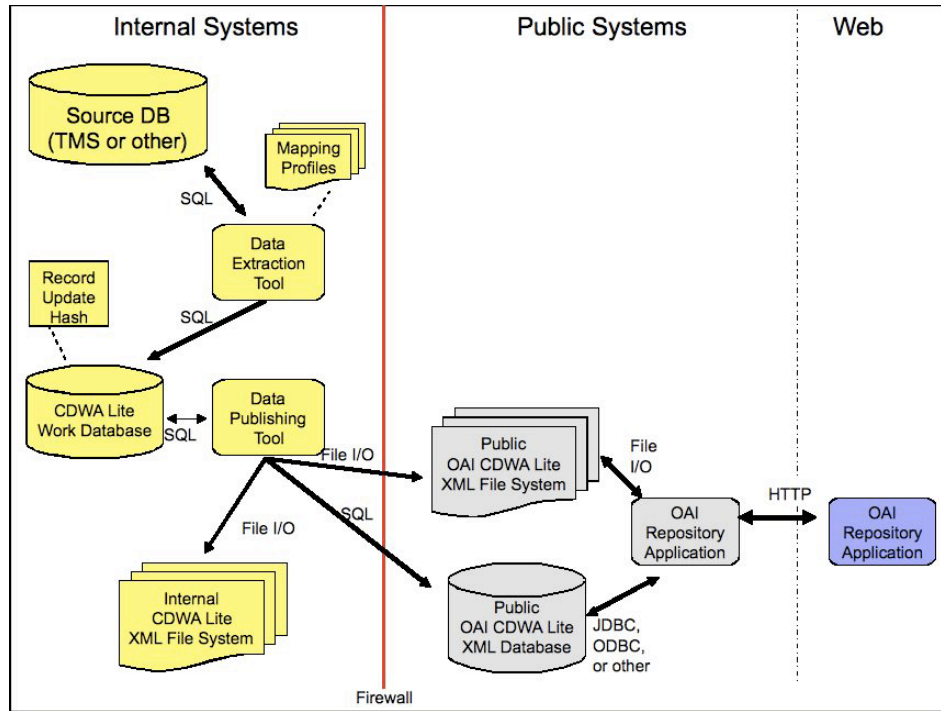 Internal Systems
Public Systems
Web
Source DB
(TMS or other)
Mapping
Profiles
SQL
Data
Extraction
Tool
Record
Update
Hash
SQL
CDWA Lite
Work Database
SQL
Data
Publishing
Tool
File I/O
Public
OAI CDWA Lite
XML File System
File
I/O
HTTP
OAI
Repository
Application
OAI
Repository
Application
File I/O
SQL
Internal
CDWA Lite
XML File System
Public
OAI CDWA Lite
XML Database
JDBC,
ODBC,
or other
Firewall